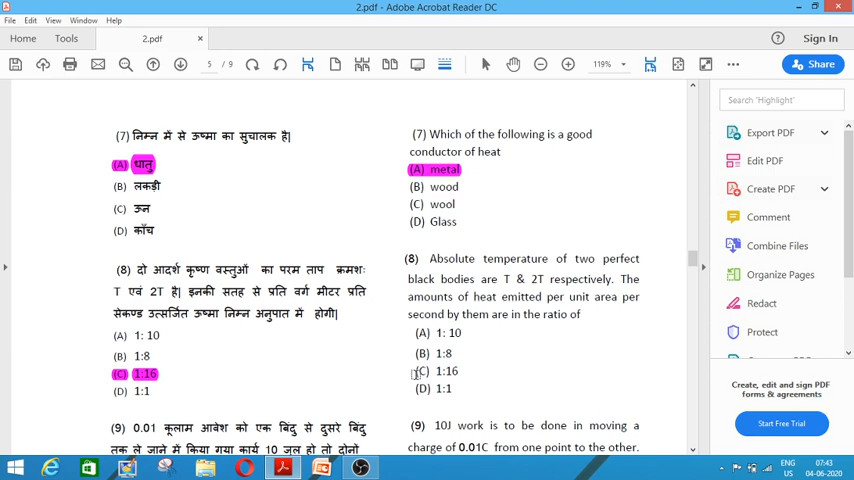 2.pdf - Adobe Acrobat Reader DC
File Edit View Window Help
Home Tools 2.pdf × Sign In
5 / 9 119% Share
(7) निम्न में से ऊष्मा का सुचालक है|
(A) धातु
(B) लकड़ी
(C) ऊन
(D) काँच
(8) दो आदर्श कृष्ण वस्तुओं का परम ताप क्रमशः
T एवं 2T है| इनकी सतह से प्रति वर्ग मीटर प्रति
सेकण्ड उत्सर्जित ऊष्मा निम्न अनुपात में होगी|
(A) 1: 10
(B) 1:8
(C) 1:16
(D) 1:1
(9) 0.01 कूलाम आवेश को एक बिंदु से दुसरे बिंदु
तक ले जाने में किया गया कार्य 10 जूल हो तो दोनों
(7) Which of the following is a good
conductor of heat
(A) metal
(B) wood
(C) wool
(D) Glass
(8) Absolute temperature of two perfect
black bodies are T & 2T respectively. The
amounts of heat emitted per unit area per
second by them are in the ratio of
(A) 1: 10
(B) 1:8
(C) 1:16
(D) 1:1
(9) 10J work is to be done in moving a
charge of 0.01C from one point to the other.
Search 'Highlight'
Export PDF
Edit PDF
Create PDF
Comment
Combine Files
Organize Pages
Redact
Protect
Create, edit and sign PDF
forms & agreements
Start Free Trial
ENG 07:43
US 04-06-2020